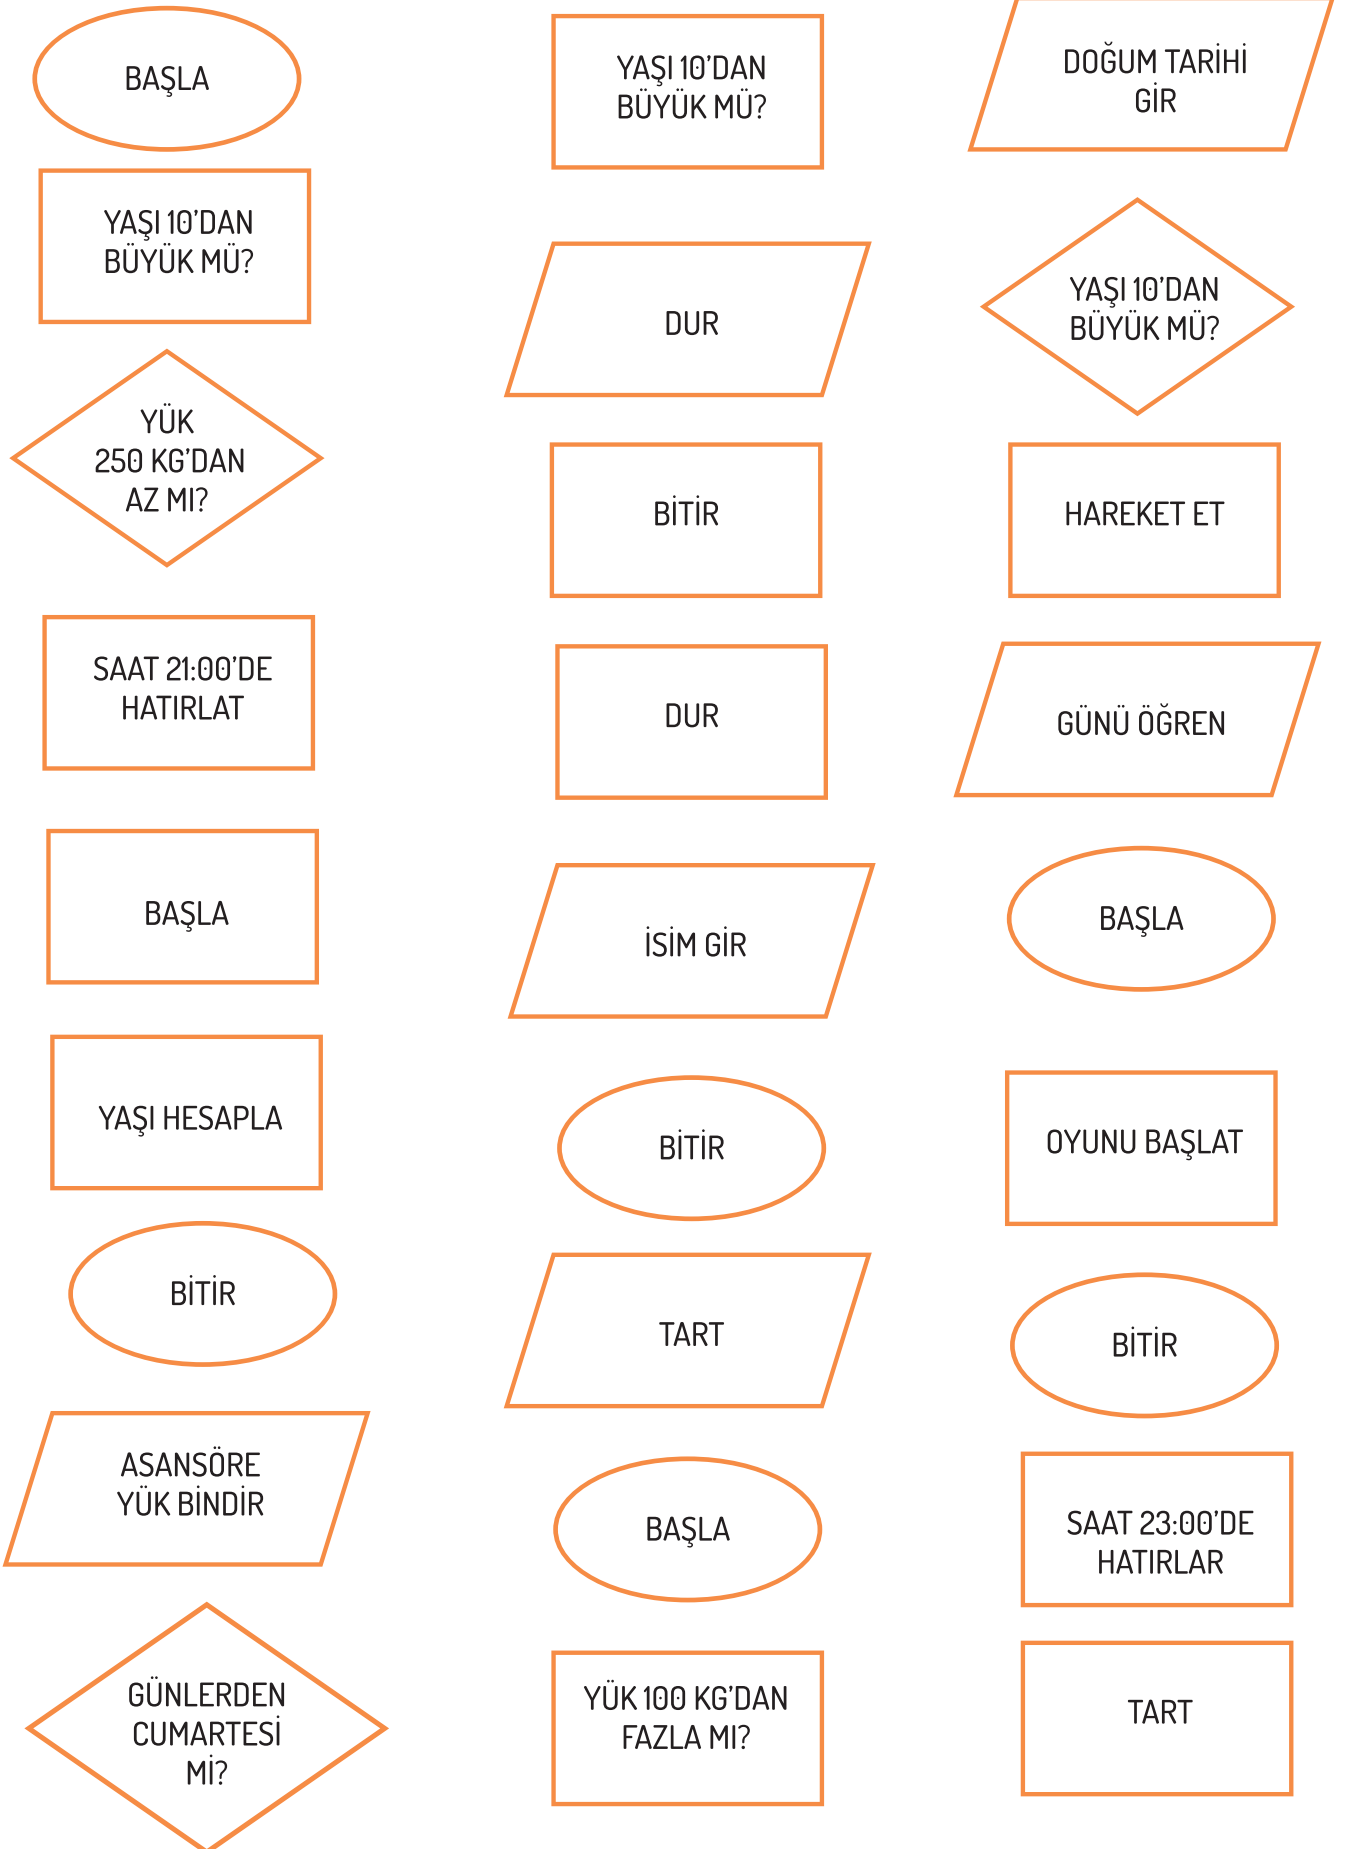 BAŞLA
YAŞI 10'DAN
BÜYÜK MÜ?
YÜK
250 KG'DAN
AZ MI?
SAAT 21:00'DE
HATIRLAT
BAŞLA
YAŞI HESAPLA
BİTİR
ASANSÖRE
YÜK BİNDİR
GÜNLERDEN
CUMARTESİ
Mİ?
YAŞI 10'DAN
BÜYÜK MÜ?
DUR
BİTİR
DUR
İSİM GİR
BİTİR
TART
BAŞLA
YÜK 100 KG'DAN
FAZLA MI?
DOĞUM TARİHİ
GİR
YAŞI 10'DAN
BÜYÜK MÜ?
HAREKET ET
GÜNÜ ÖĞREN
BAŞLA
OYUNU BAŞLAT
BİTİR
SAAT 23:00'DE
HATIRLAR
TART